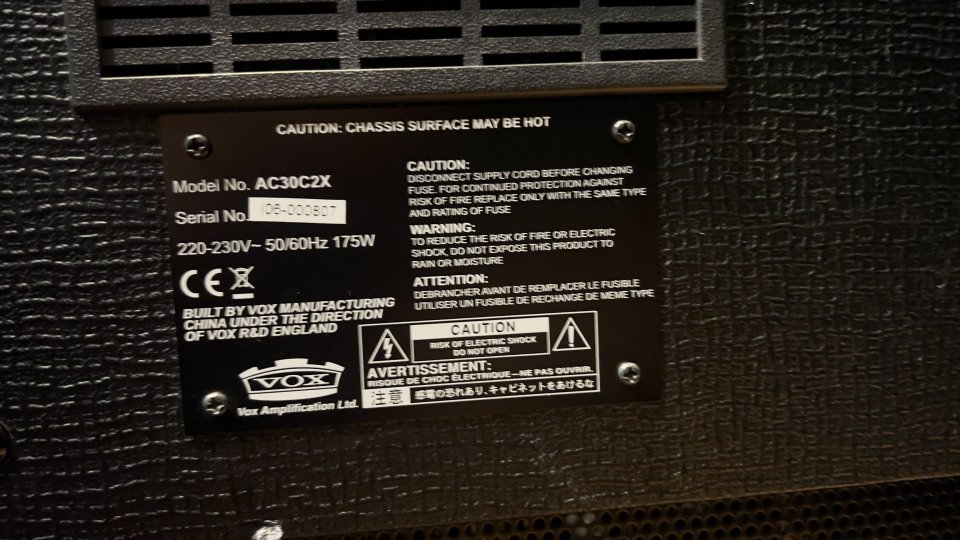 CAUTION: CHASSIS SURFACE MAY BE HOT
Model No. AC30C2X
Serial No. I06-000807
220-230V~ 50/60Hz 175W
CE
BUILT BY VOX MANUFACTURING
CHINA UNDER THE DIRECTION
OF VOX R&D ENGLAND
VOX
Vox Amplification Ltd.
CAUTION:
DISCONNECT SUPPLY CORD BEFORE CHANGING
FUSE. FOR CONTINUED PROTECTION AGAINST
RISK OF FIRE REPLACE ONLY WITH THE SAME TYPE
AND RATING OF FUSE
WARNING:
TO REDUCE THE RISK OF FIRE OR ELECTRIC
SHOCK, DO NOT EXPOSE THIS PRODUCT TO
RAIN OR MOISTURE
ATTENTION:
DEBRANCHER AVANT DE REMPLACER LE FUSIBLE
UTILISER UN FUSIBLE DE RECHANGE DE MEME TYPE
CAUTION
RISK OF ELECTRIC SHOCK
DO NOT OPEN
AVERTISSEMENT:
RISQUE DE CHOC ÉLECTRIQUE–NE PAS OUVRIR.
注意 感電の恐れあり、キャビネットをあけるな